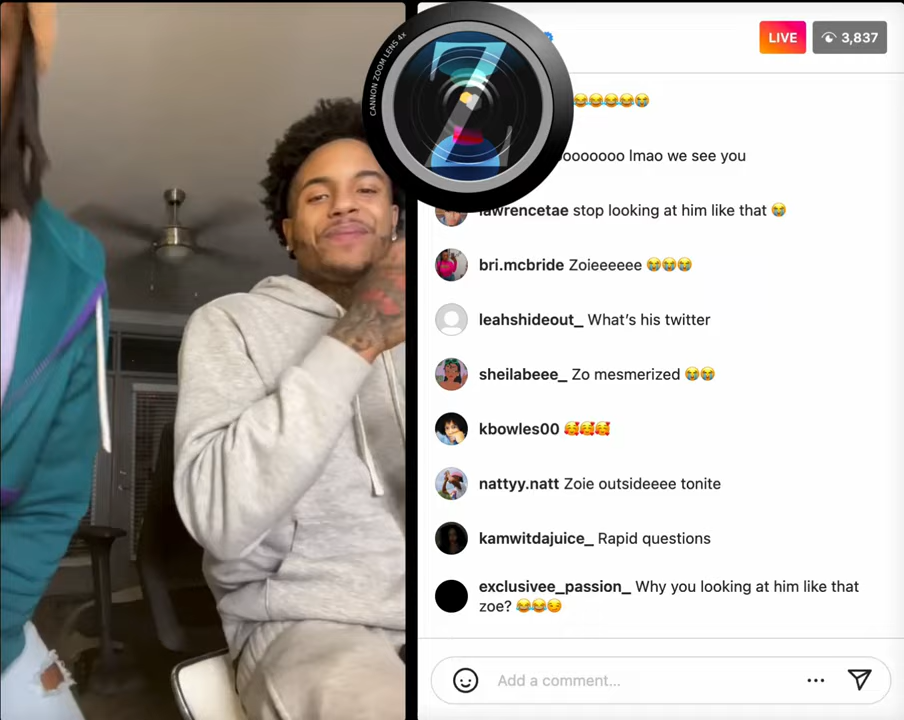 CANNON ZOOM LENS 4x
Z
LIVE
3,837
😂😂😂😂😭
ooooooo lmao we see you
lawrencetae stop looking at him like that 😭
bri.mcbride Zoieeeeee 😭😭😭
leahshideout_ What's his twitter
sheilabeee_ Zo mesmerized 😭😭
kbowles00 🥰🥰🥰
nattyy.natt Zoie outsideeee tonite
kamwitdajuice_ Rapid questions
exclusivee_passion_ Why you looking at him like that
zoe? 😂😂😏
Add a comment...